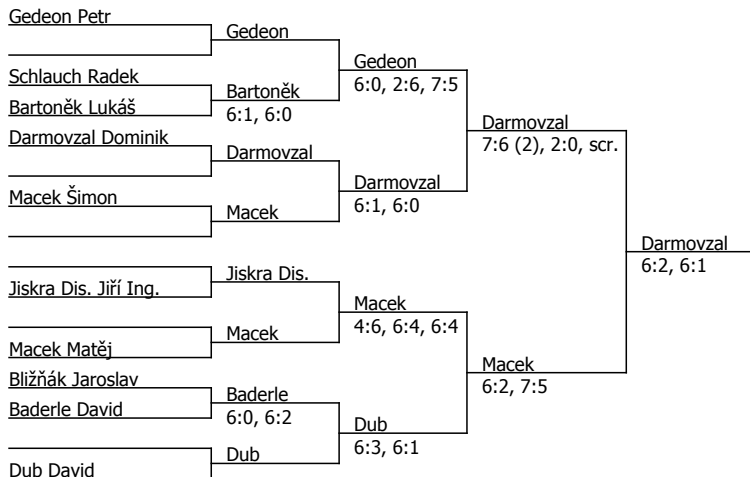 Gedeon Petr
Gedeon
Gedeon
6:0, 2:6, 7:5
Schlauch Radek
Bartoněk
6:1, 6:0
Bartoněk Lukáš
Darmovzal
7:6 (2), 2:0, scr.
Darmovzal Dominik
Darmovzal
Darmovzal
6:1, 6:0
Macek Šimon
Macek
Darmovzal
6:2, 6:1
Jiskra Dis.
Jiskra Dis. Jiří Ing.
Macek
4:6, 6:4, 6:4
Macek
Macek Matěj
Macek
6:2, 7:5
Bližňák Jaroslav
Baderle
6:0, 6:2
Baderle David
Dub
6:3, 6:1
Dub
Dub David